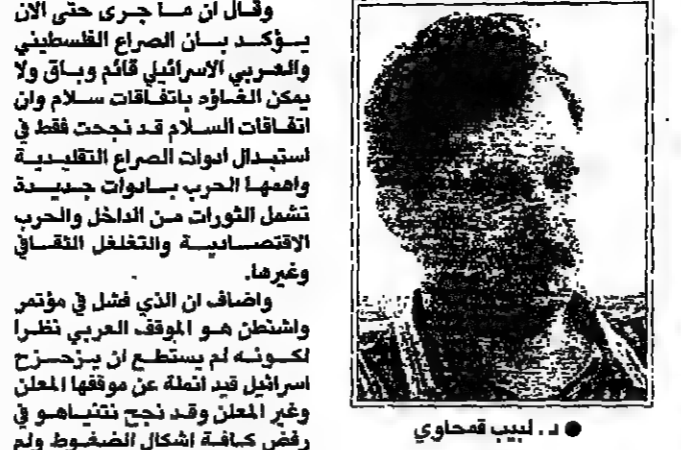 وقال ان ما جرى حتى الآن
يؤكد بان الصراع الفلسطيني
والعربي الاسرائيلي قائم وباق ولا
يمكن الغاؤه باتفاقات سلام وان
اتفاقات السلام قد نجحت فقط في
استبدال ادوات الصراع التقليدية
واهمها الحرب بادوات جديدة
تشمل الثورات من الداخل والحرب
الاقتصادية والتغلغل الثقافي
وغيرها.
واضاف ان الذي فشل في مؤتمر
واشنطن هو الموقف العربي نظرا
لكونه لم يستطع ان يزحزح
اسرائيل قيد انملة عن موقفها المعلن
وغير المعلن وقد نجح نتنياهو في
رفض كافة اشكال الضغوط ولم
● د. لبيب قمحاوي